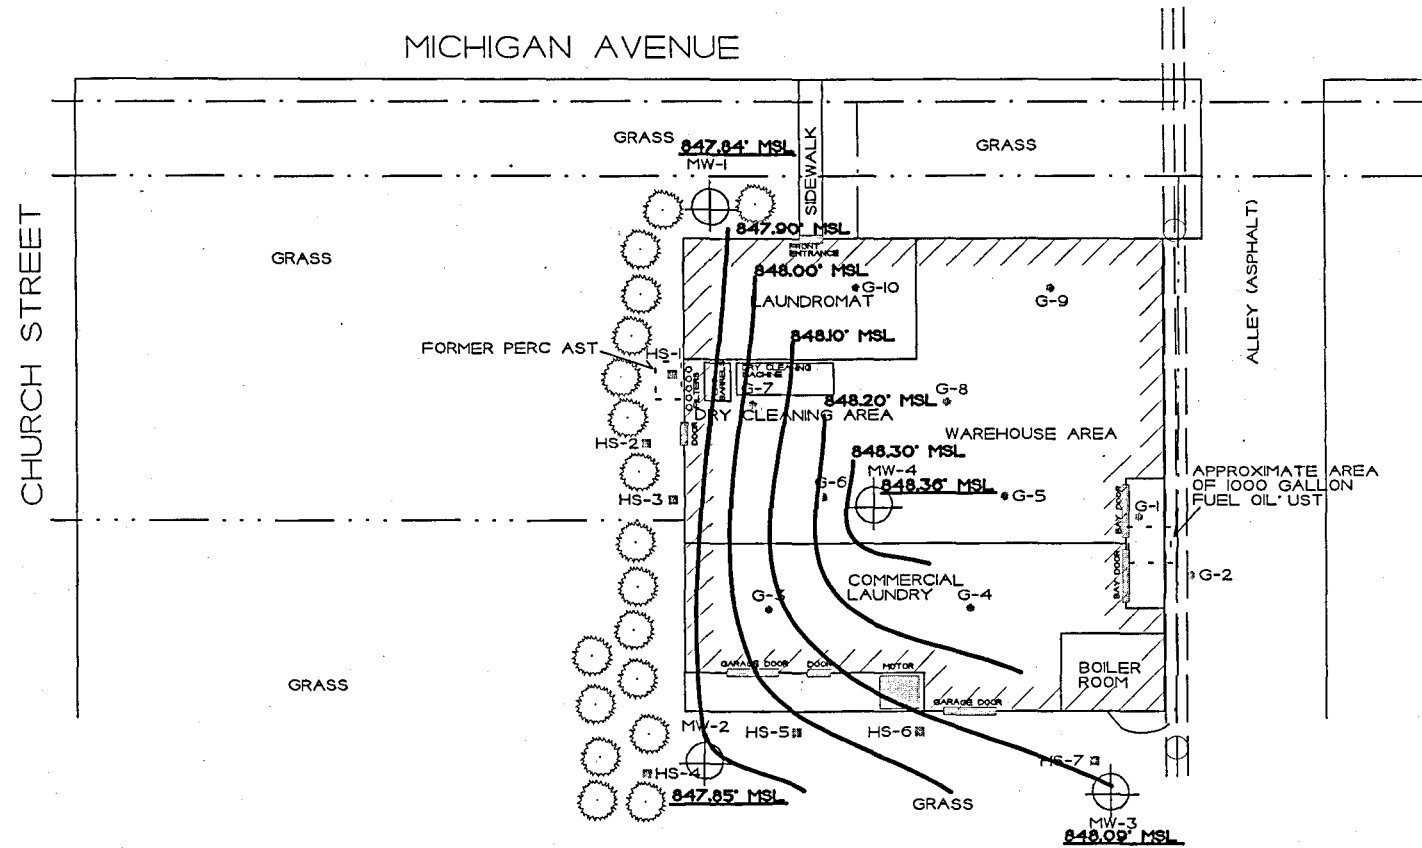 MICHIGAN AVENUE
GRASS
847.84' MSL
MW-1
SIDEWALK
GRASS
CHURCH STREET
GRASS
847.90' MSL
FRONT
ENTRANCE
ALLEY (ASPHALT)
848.00' MSL
G-10
LAUNDROMAT
G-9
848.10' MSL
FORMER PERC AST
HS-1
FILTERS
BARRELS
DRY CLEANING
MACHINE
G-7
G-8
848.20' MSL
DRY CLEANING AREA
DOOR
HS-2
WAREHOUSE AREA
848.30' MSL
MW-4
848.36' MSL
G-6
G-5
HS-3
APPROXIMATE AREA
OF 1000 GALLON
FUEL OIL UST
BAY DOOR
G-1
BAY DOOR
G-2
COMMERCIAL
LAUNDRY
G-3
G-4
GARAGE DOOR
DOOR
MOTOR
BOILER
ROOM
GRASS
GARAGE DOOR
MW-2
HS-5
HS-6
HS-7
HS-4
847.85' MSL
GRASS
MW-3
848.09' MSL